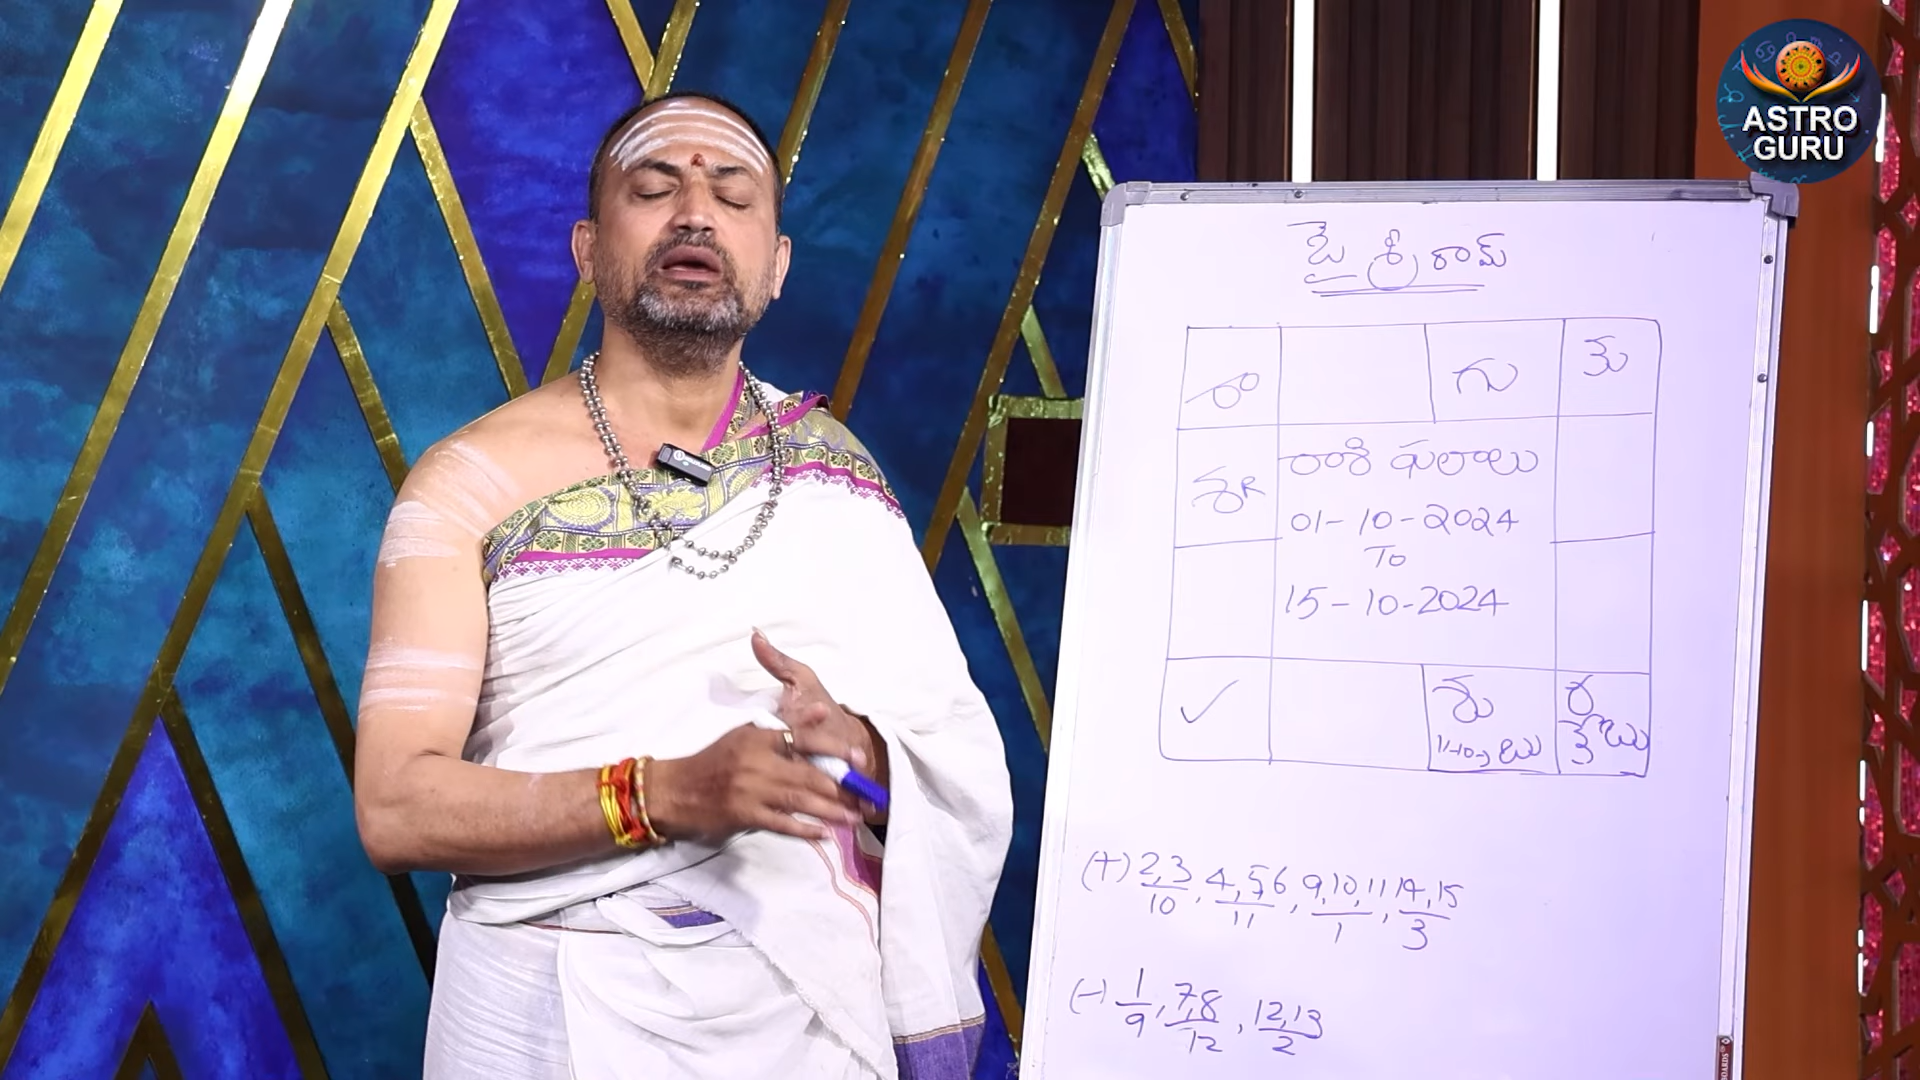 ASTRO
GURU
జై శ్రీరామ్
రా
గు
కు
రాశి ఫలాలు
శR
01-10-2024
To
15-10-2024
శు
ర
బు
కే బు
(+) 2,3/10, 4,5,6/11, 9,10,11/1, 14,15/3
(-) 1/9, 7,8/12, 12,13/2